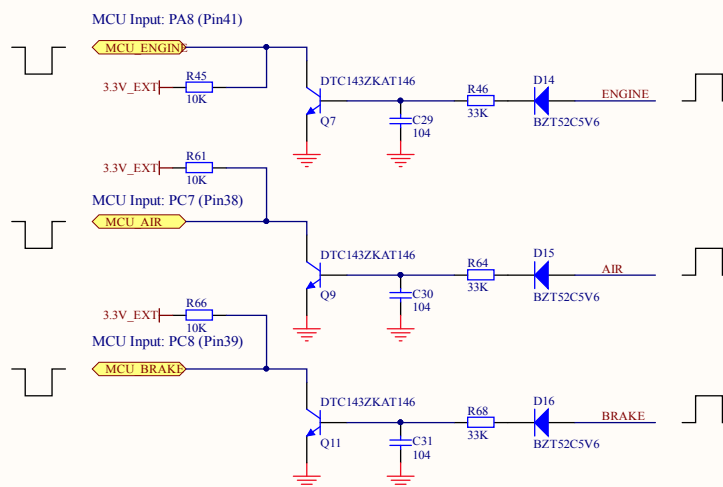 MCU Input: PA8 (Pin41)
MCU_ENGINE
3.3V_EXT
R45
10K
DTC143ZKAT146
Q7
C29
104
R46
33K
D14
BZT52C5V6
ENGINE
3.3V_EXT
R61
10K
MCU Input: PC7 (Pin38)
MCU_AIR
DTC143ZKAT146
Q9
C30
104
R64
33K
D15
BZT52C5V6
AIR
3.3V_EXT
R66
10K
MCU Input: PC8 (Pin39)
MCU_BRAKE
DTC143ZKAT146
Q11
C31
104
R68
33K
D16
BZT52C5V6
BRAKE